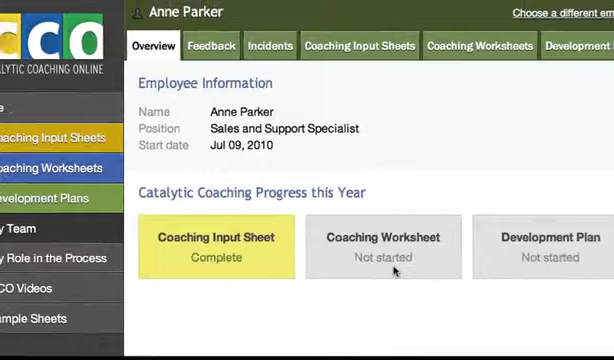 Anne Parker
Choose a different em
CCO
ATALYTIC COACHING ONLINE
Overview
Feedback
Incidents
Coaching Input Sheets
Coaching Worksheets
Development
e
oaching Input Sheets
oaching Worksheets
evelopment Plans
y Team
y Role in the Process
CO Videos
ample Sheets
Employee Information
Name Anne Parker
Position Sales and Support Specialist
Start date Jul 09, 2010
Catalytic Coaching Progress this Year
Coaching Input Sheet
Complete
Coaching Worksheet
Not started
Development Plan
Not started